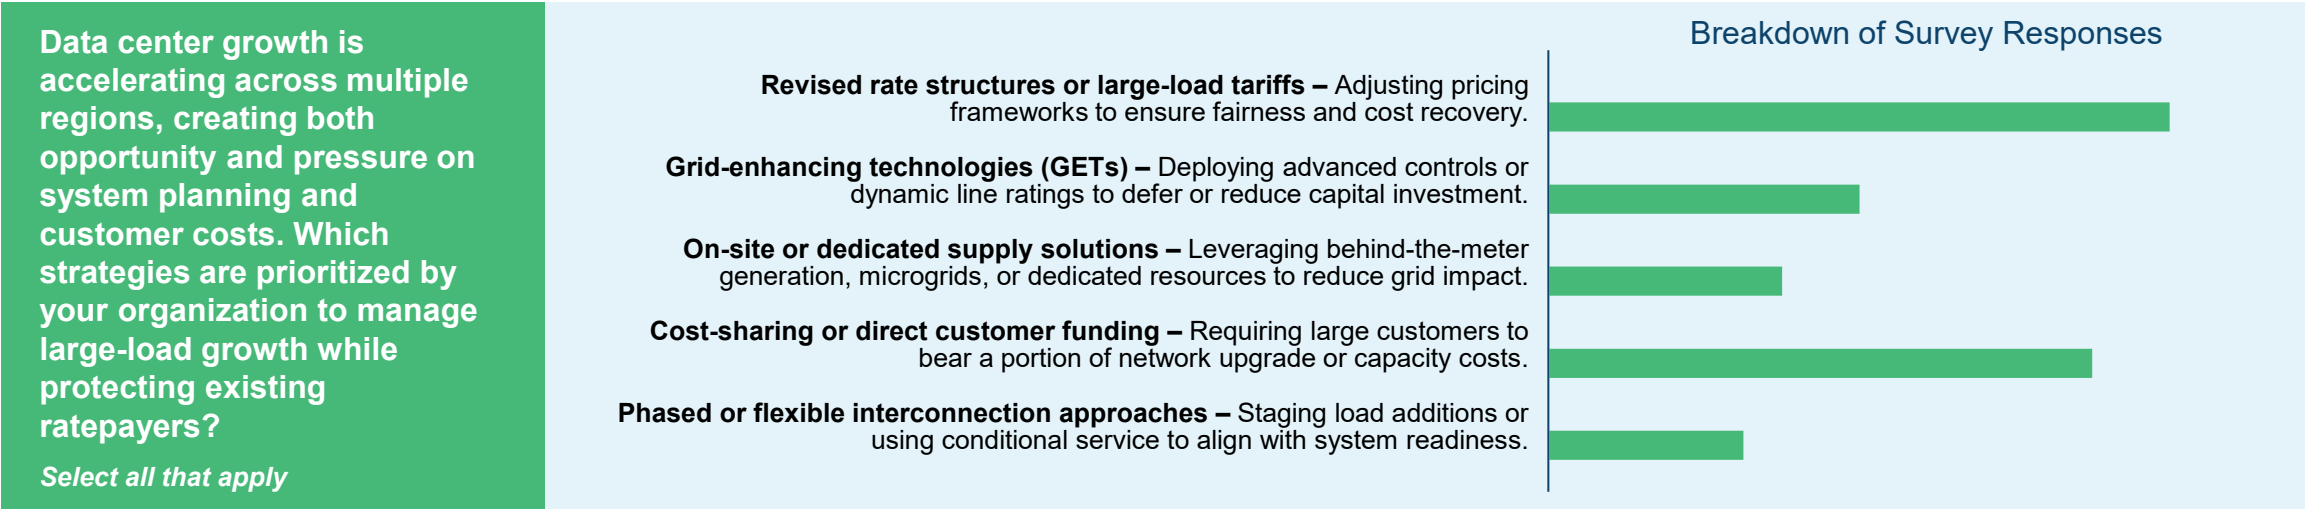 Data center growth is
accelerating across multiple
regions, creating both
opportunity and pressure on
system planning and
customer costs. Which
strategies are prioritized by
your organization to manage
large-load growth while
protecting existing
ratepayers?
Select all that apply
Breakdown of Survey Responses
Revised rate structures or large-load tariffs – Adjusting pricing
frameworks to ensure fairness and cost recovery.
Grid-enhancing technologies (GETs) – Deploying advanced controls or
dynamic line ratings to defer or reduce capital investment.
On-site or dedicated supply solutions – Leveraging behind-the-meter
generation, microgrids, or dedicated resources to reduce grid impact.
Cost-sharing or direct customer funding – Requiring large customers to
bear a portion of network upgrade or capacity costs.
Phased or flexible interconnection approaches – Staging load additions or
using conditional service to align with system readiness.